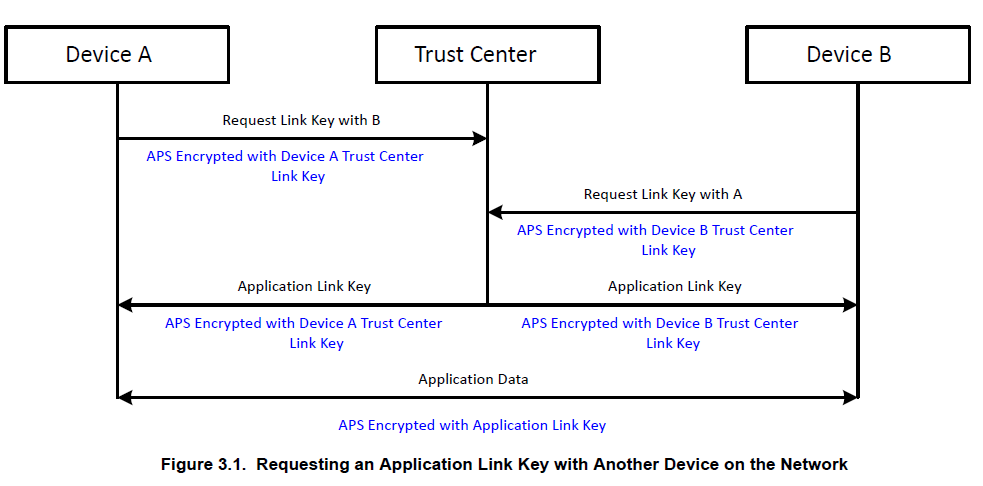 Device A
Trust Center
Device B
Request Link Key with B
APS Encrypted with Device A Trust Center
Link Key
Request Link Key with A
APS Encrypted with Device B Trust Center
Link Key
Application Link Key
Application Link Key
APS Encrypted with Device A Trust Center
Link Key
APS Encrypted with Device B Trust Center
Link Key
Application Data
APS Encrypted with Application Link Key
Figure 3.1. Requesting an Application Link Key with Another Device on the Network